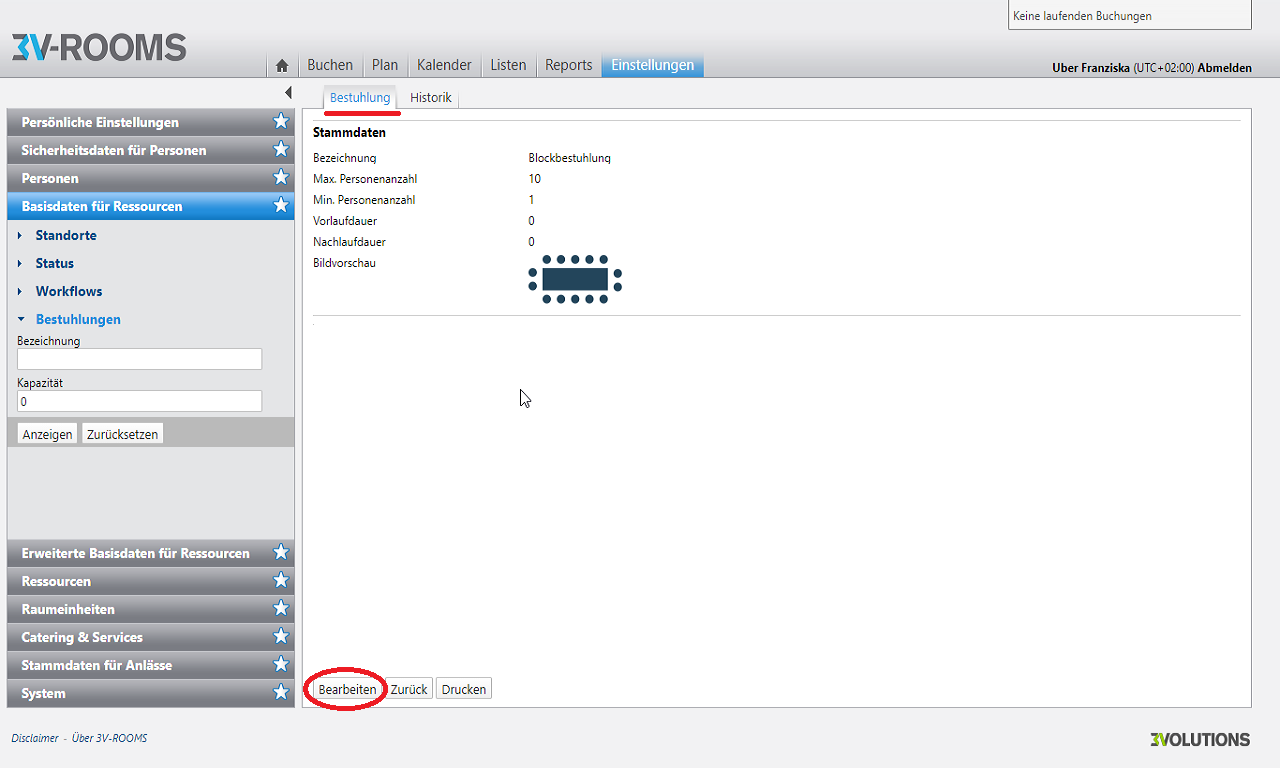 Keine laufenden Buchungen
3V-ROOMS
Buchen Plan Kalender Listen Reports Einstellungen
Uber Franziska (UTC+02:00) Abmelden
Bestuhlung Historik
Persönliche Einstellungen
Sicherheitsdaten für Personen
Personen
Basisdaten für Ressourcen
Standorte
Status
Workflows
Bestuhlungen
Bezeichnung
Kapazität
0
Anzeigen Zurücksetzen
Erweiterte Basisdaten für Ressourcen
Ressourcen
Raumeinheiten
Catering & Services
Stammdaten für Anlässe
System
Stammdaten
Bezeichnung Blockbestuhlung
Max. Personenanzahl 10
Min. Personenanzahl 1
Vorlaufdauer 0
Nachlaufdauer 0
Bildvorschau
Bearbeiten Zurück Drucken
Disclaimer - Über 3V-ROOMS
3VOLUTIONS